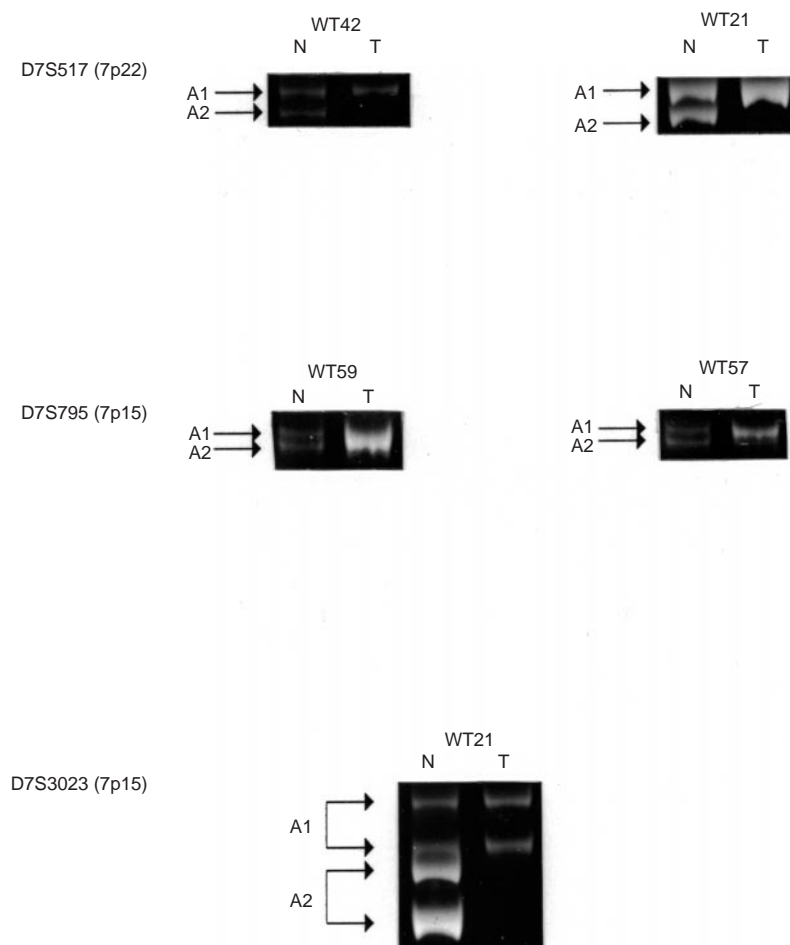 WT42
N T
D7S517 (7p22)
A1
A2
WT21
N T
A1
A2
WT59
N T
D7S795 (7p15)
A1
A2
WT57
N T
A1
A2
WT21
N T
D7S3023 (7p15)
A1
A2